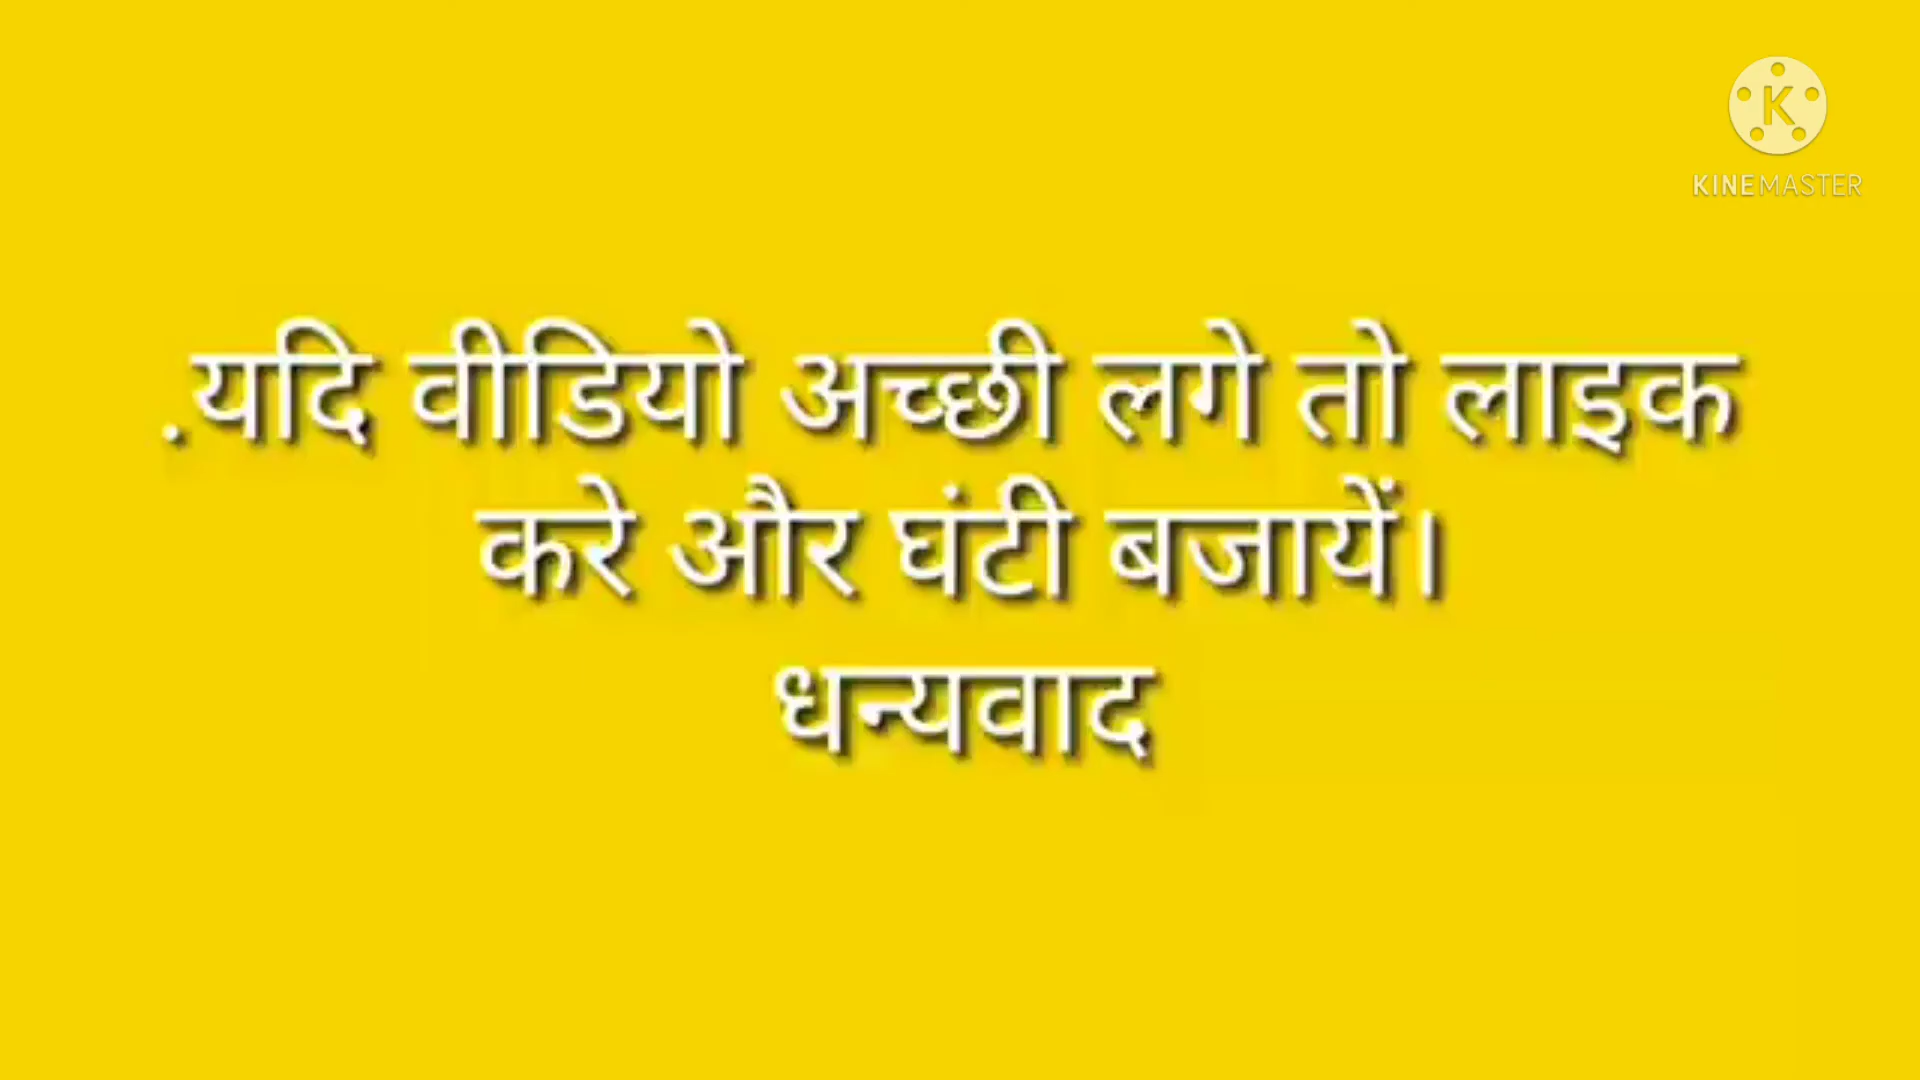 K
KINEMASTER
.यदि वीडियो अच्छी लगे तो लाइक
करे और घंटी बजायें।
धन्यवाद